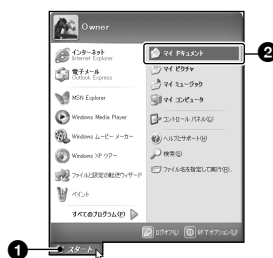 Owner
インターネット
Internet Explorer
電子メール
Outlook Express
MSN Explorer
Windows Media Player
Windows ムービー メーカー
Windows XP ツアー
ファイルと設定の転送ウィザード
ペイント
すべてのプログラム(P)
マイ ドキュメント
マイ ピクチャ
マイ ミュージック
マイ コンピュータ
コントロール パネル(C)
ヘルプとサポート(H)
検索(S)
ファイル名を指定して実行(R)...
ログオフ(L)
終了オプション(U)
スタート
1
2